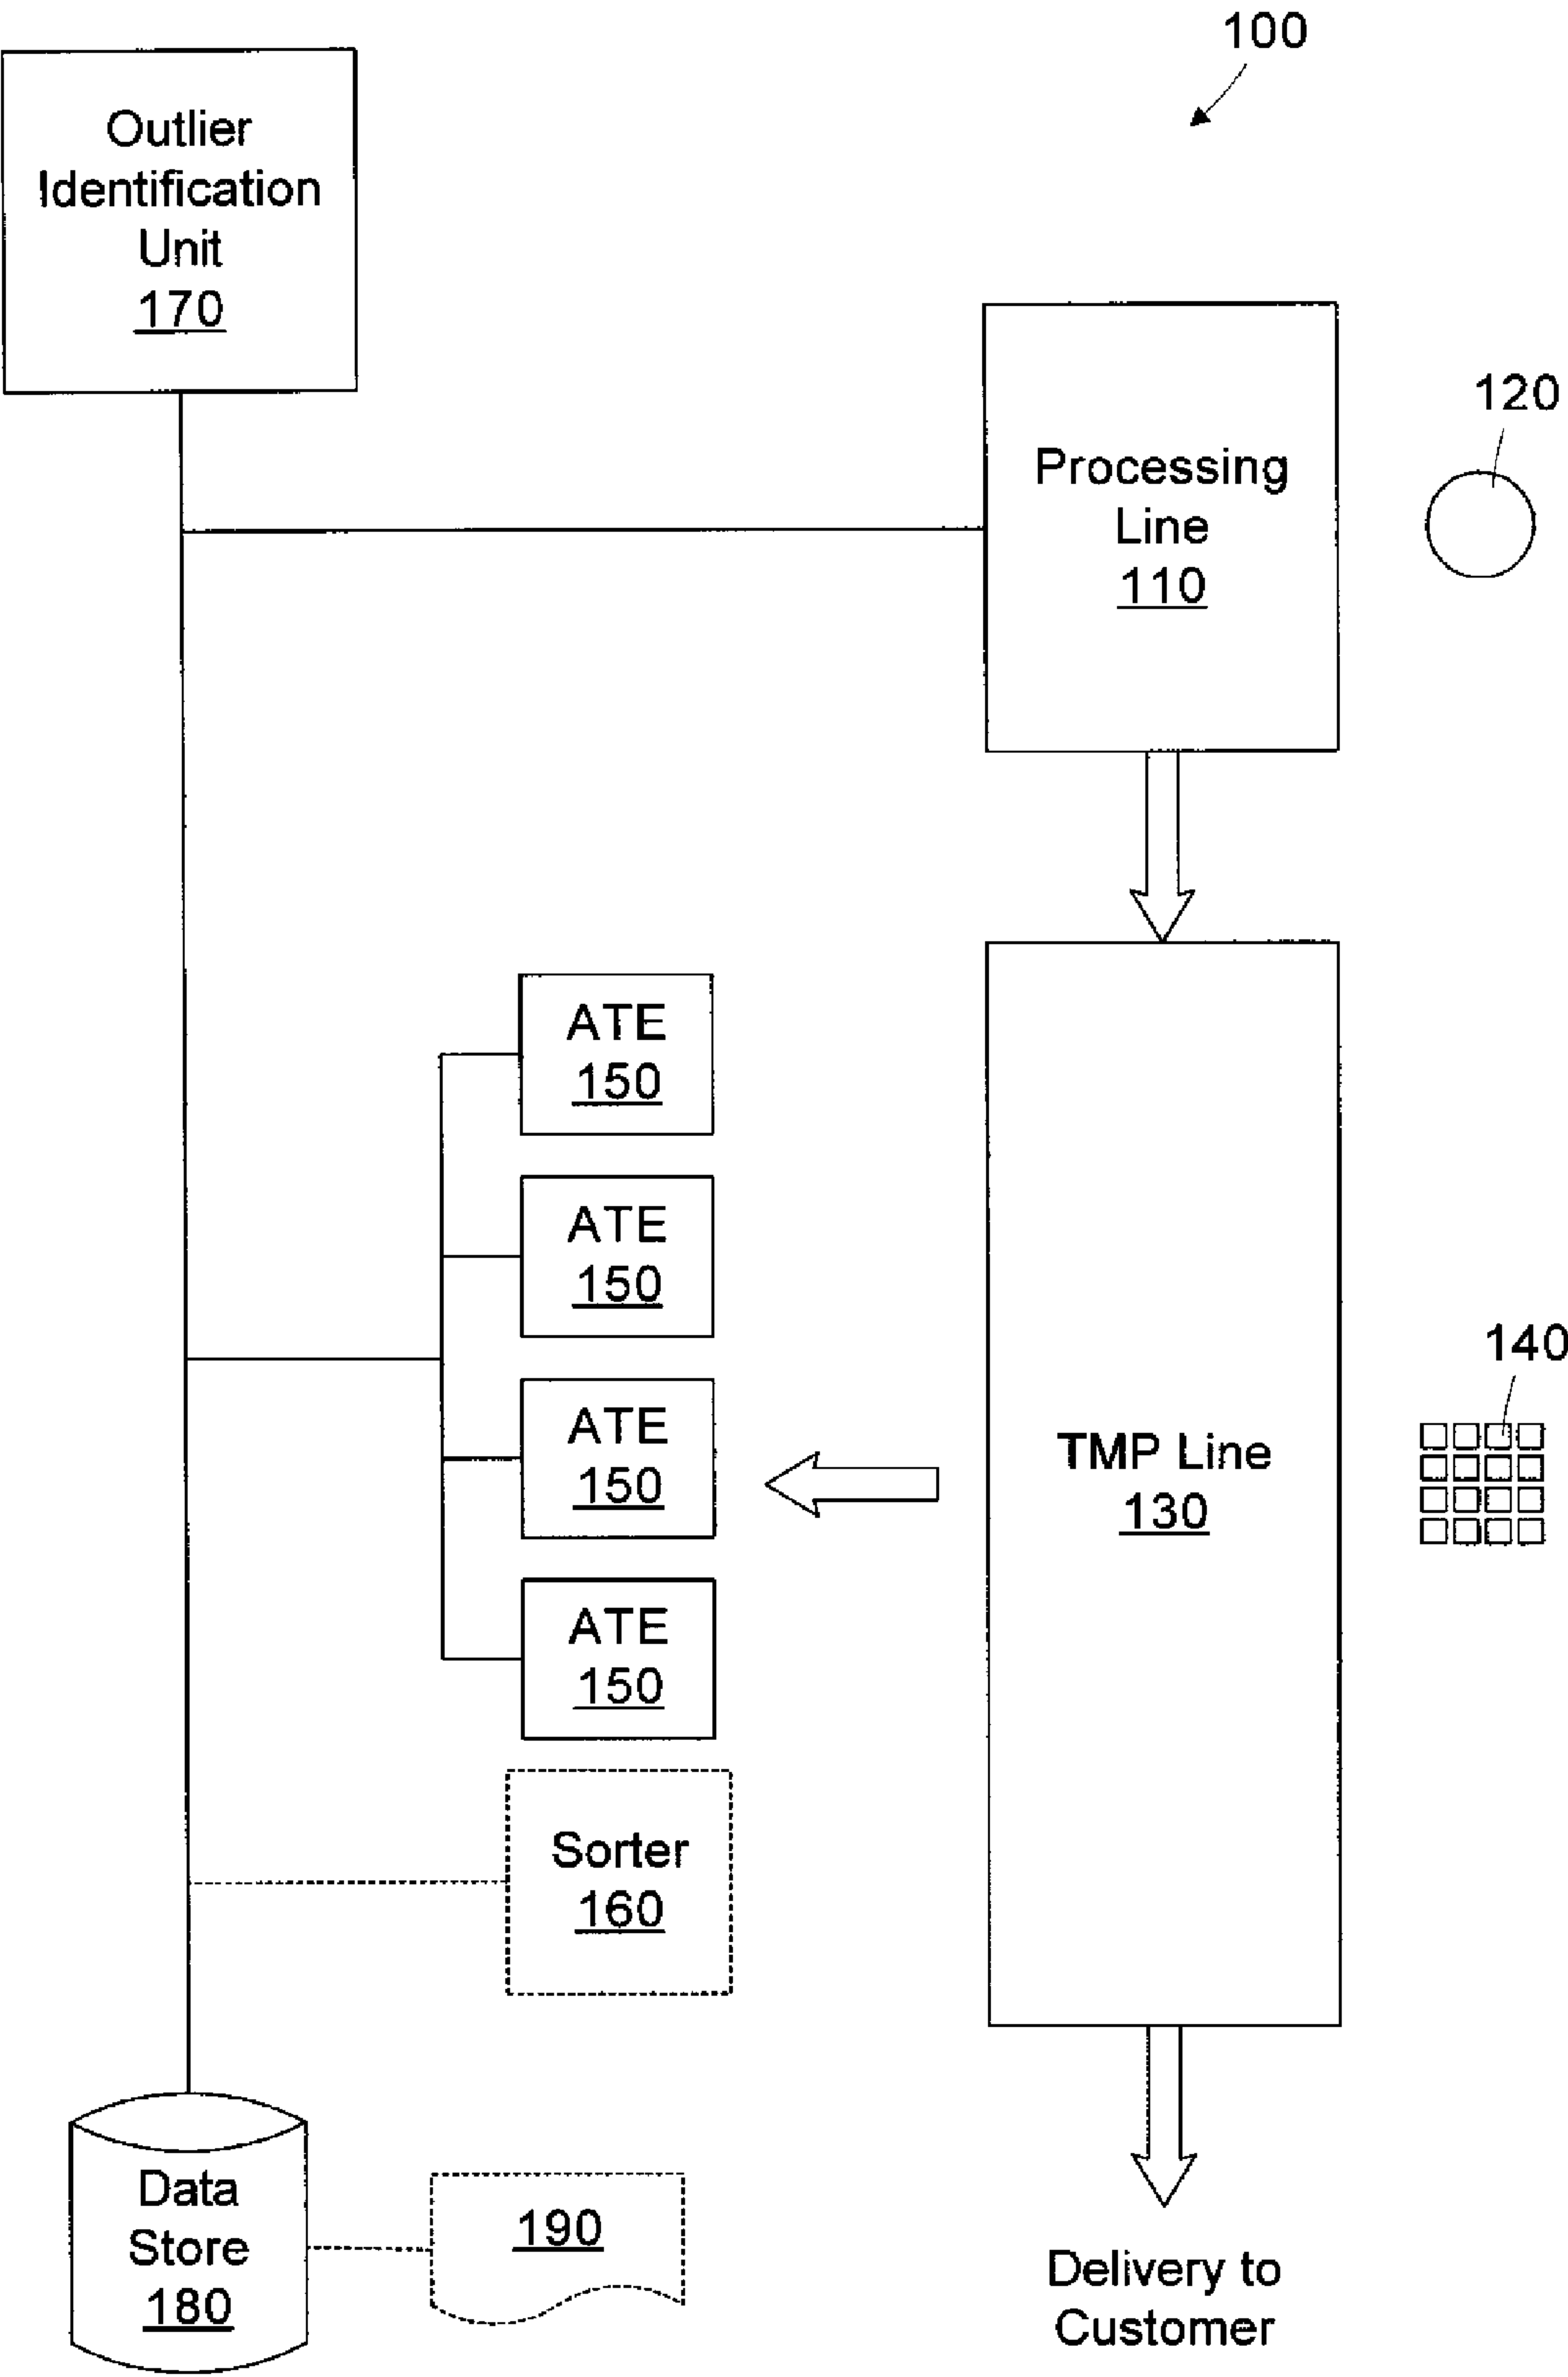 100
Outlier
Identification
Unit
170
120
Processing
Line
110
ATE
150
ATE
150
140
ATE
150
TMP Line
130
ATE
150
Sorter
160
Data
Store
180
190
Delivery to
Customer